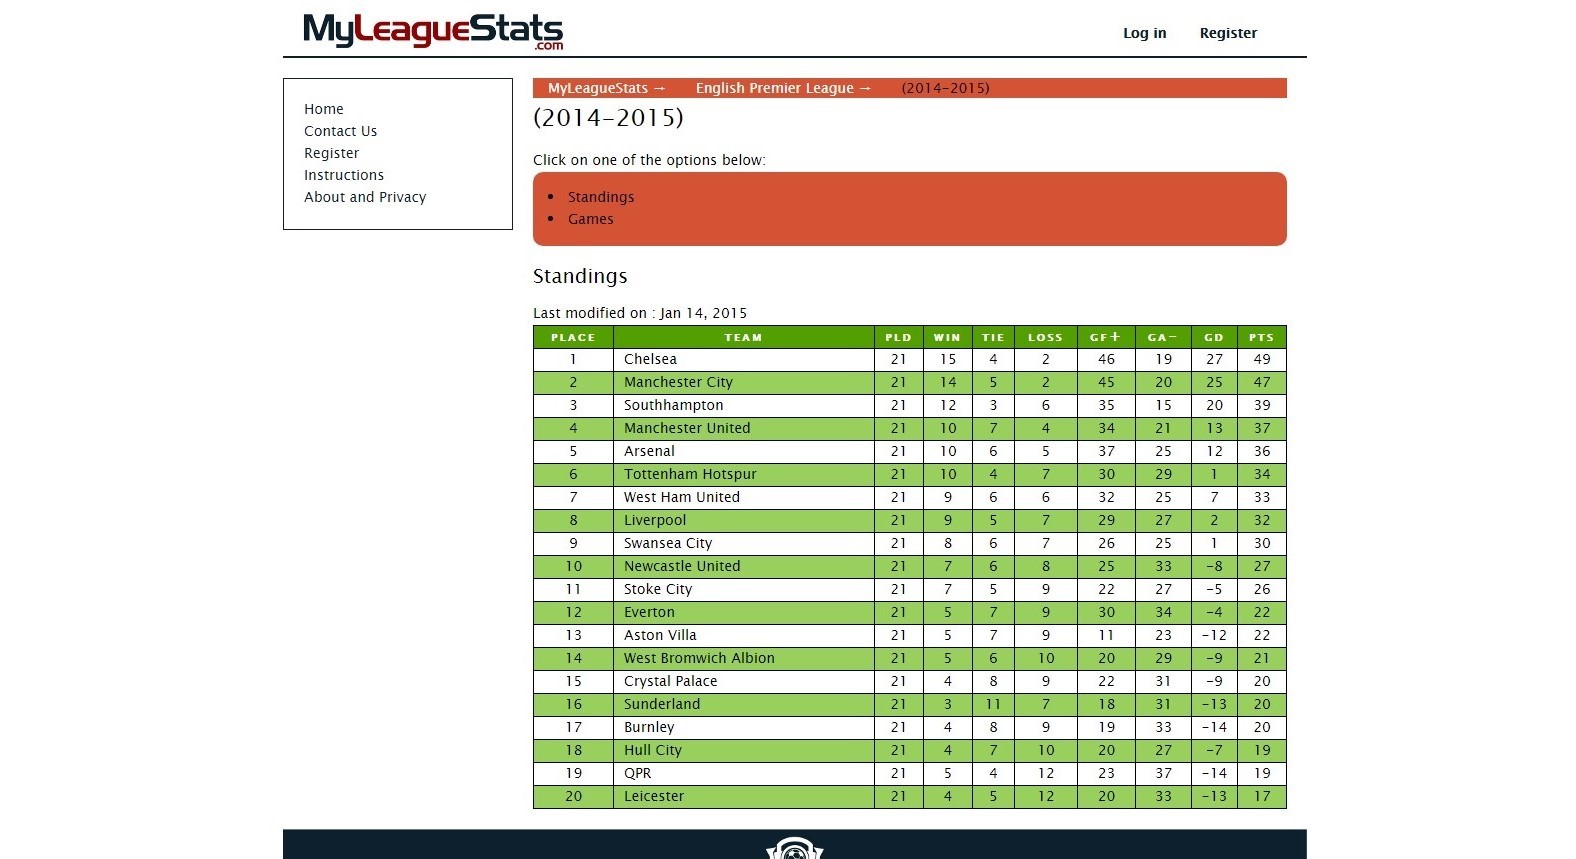 MyLeagueStats.com
Log in Register
Home
Contact Us
Register
Instructions
About and Privacy
MyLeagueStats → English Premier League → (2014-2015)
(2014-2015)
Click on one of the options below:
• Standings
• Games
Standings
Last modified on : Jan 14, 2015
PLACE TEAM PLD WIN TIE LOSS GF+ GA- GD PTS
1 Chelsea 21 15 4 2 46 19 27 49
2 Manchester City 21 14 5 2 45 20 25 47
3 Southhampton 21 12 3 6 35 15 20 39
4 Manchester United 21 10 7 4 34 21 13 37
5 Arsenal 21 10 6 5 37 25 12 36
6 Tottenham Hotspur 21 10 4 7 30 29 1 34
7 West Ham United 21 9 6 6 32 25 7 33
8 Liverpool 21 9 5 7 29 27 2 32
9 Swansea City 21 8 6 7 26 25 1 30
10 Newcastle United 21 7 6 8 25 33 -8 27
11 Stoke City 21 7 5 9 22 27 -5 26
12 Everton 21 5 7 9 30 34 -4 22
13 Aston Villa 21 5 7 9 11 23 -12 22
14 West Bromwich Albion 21 5 6 10 20 29 -9 21
15 Crystal Palace 21 4 8 9 22 31 -9 20
16 Sunderland 21 3 11 7 18 31 -13 20
17 Burnley 21 4 8 9 19 33 -14 20
18 Hull City 21 4 7 10 20 27 -7 19
19 QPR 21 5 4 12 23 37 -14 19
20 Leicester 21 4 5 12 20 33 -13 17